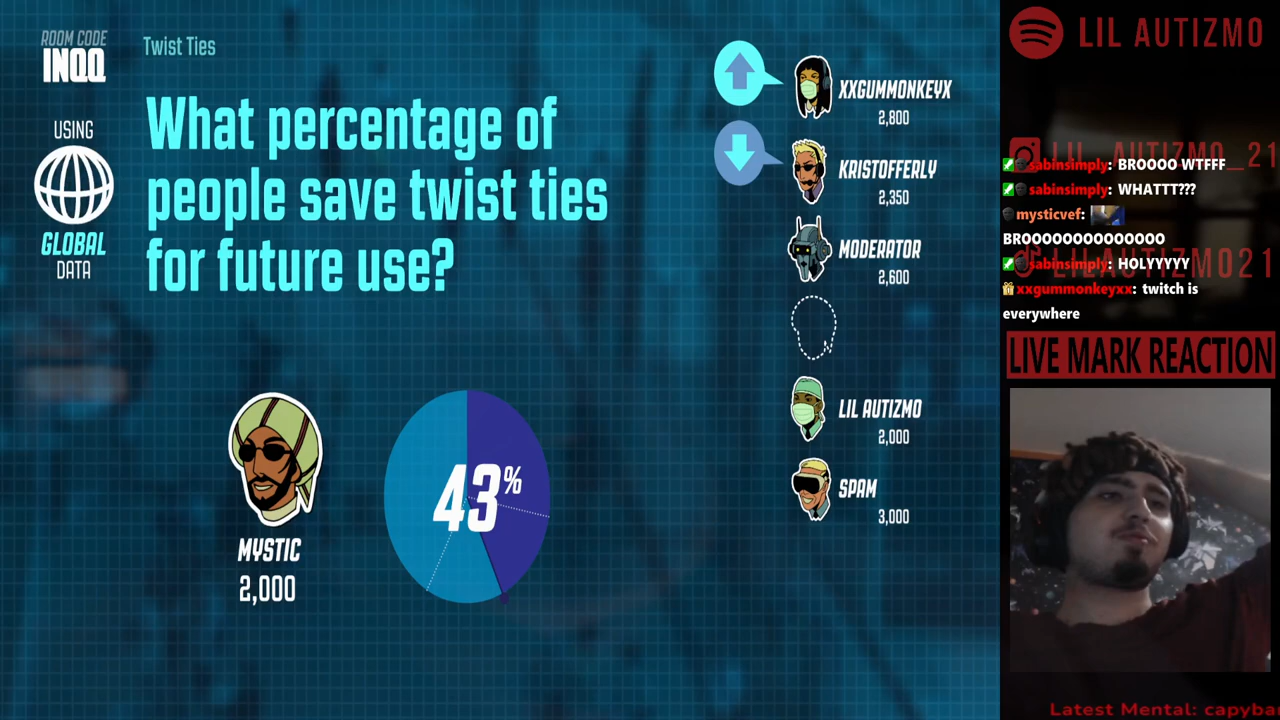 ROOM CODE
INQQ
Twist Ties
USING
GLOBAL
DATA
What percentage of
people save twist ties
for future use?
XXGUMMONKEYX
2,800
KRISTOFFERLY
2,350
MODERATOR
2,600
LIL AUTIZMO
2,000
SPAM
3,000
43%
MYSTIC
2,000
LIL AUTIZMO
LIL_AUTIZMO_21
sabinsimply: BROOOO WTFFF
sabinsimply: WHATTT???
mysticvef:
BROOOOOOOOOOOOOO
LILAUTIZMO21
sabinsimply: HOLYYYYY
xxgummonkeyxx: twitch is
everywhere
LIVE MARK REACTION
Latest Mental: capyba